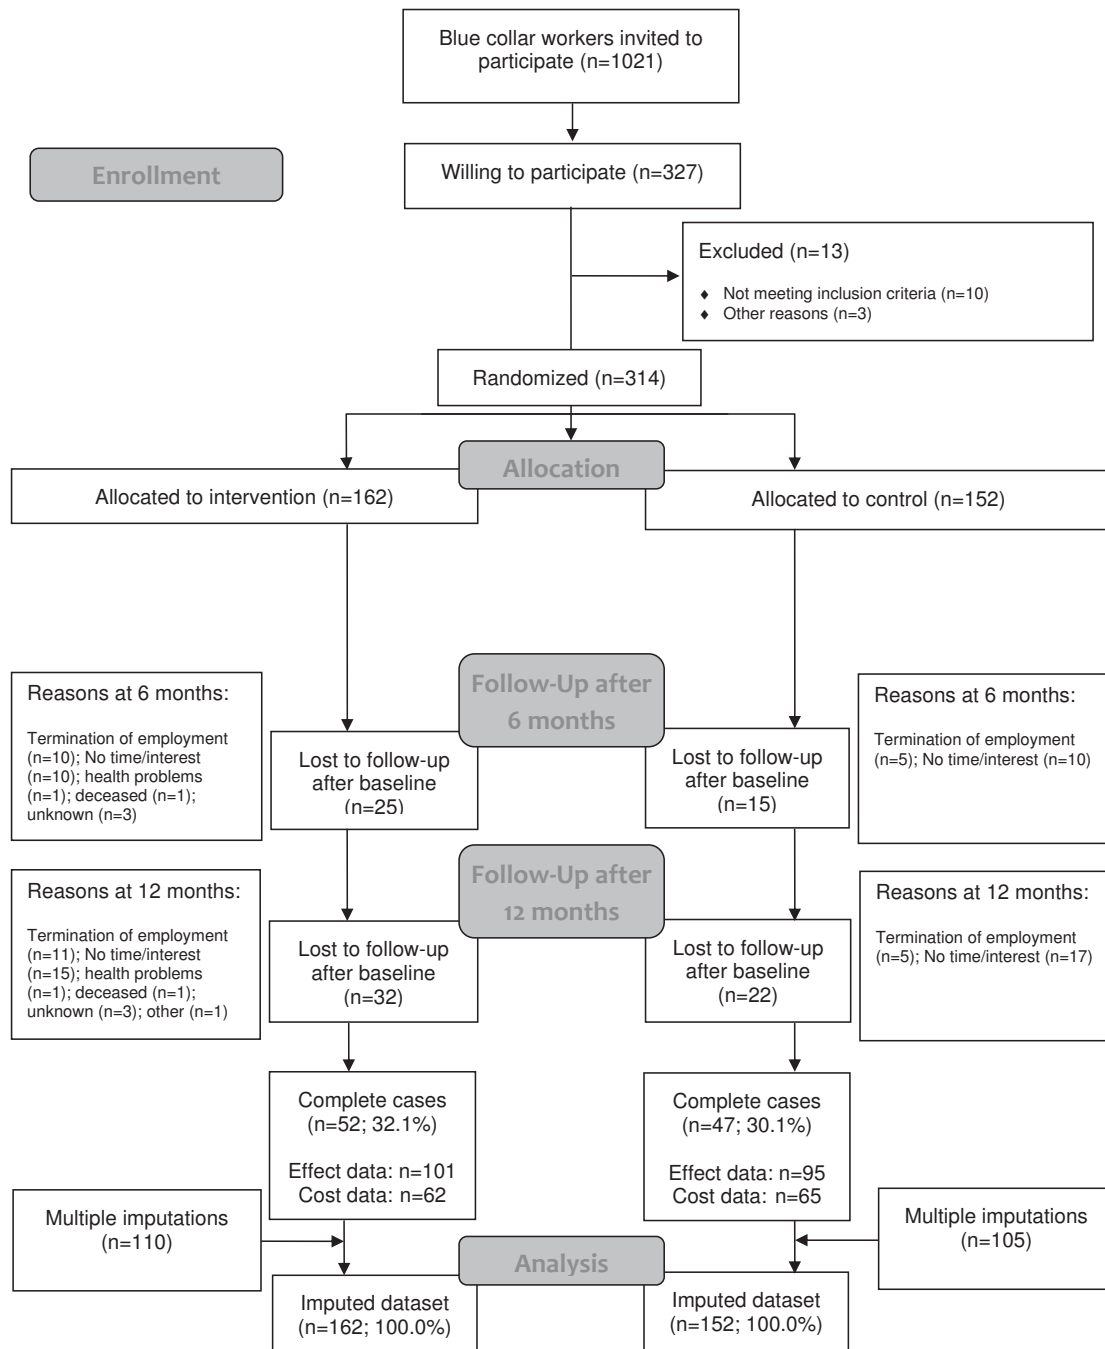 Blue collar workers invited to
participate (n=1021)
Enrollment
Willing to participate (n=327)
Excluded (n=13)
♦ Not meeting inclusion criteria (n=10)
♦ Other reasons (n=3)
Randomized (n=314)
Allocation
Allocated to intervention (n=162)
Allocated to control (n=152)
Follow-Up after
6 months
Reasons at 6 months:
Termination of employment
(n=10); No time/interest
(n=10); health problems
(n=1); deceased (n=1);
unknown (n=3)
Lost to follow-up
after baseline
(n=25)
Lost to follow-up
after baseline
(n=15)
Reasons at 6 months:
Termination of employment
(n=5); No time/interest (n=10)
Follow-Up after
12 months
Reasons at 12 months:
Termination of employment
(n=11); No time/interest
(n=15); health problems
(n=1); deceased (n=1);
unknown (n=3); other (n=1)
Lost to follow-up
after baseline
(n=32)
Lost to follow-up
after baseline
(n=22)
Reasons at 12 months:
Termination of employment
(n=5); No time/interest (n=17)
Complete cases
(n=52; 32.1%)
Effect data: n=101
Cost data: n=62
Complete cases
(n=47; 30.1%)
Effect data: n=95
Cost data: n=65
Multiple imputations
(n=110)
Multiple imputations
(n=105)
Analysis
Imputed dataset
(n=162; 100.0%)
Imputed dataset
(n=152; 100.0%)